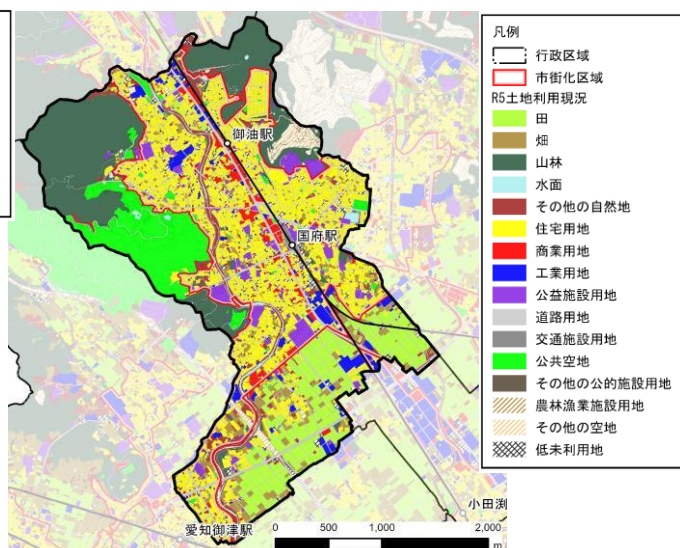 御油駅
国府駅
愛知御津駅
小田渕
0 500 1,000 2,000
m
凡例
行政区域
市街化区域
R5土地利用現況
田
畑
山林
水面
その他の自然地
住宅用地
商業用地
工業用地
公益施設用地
道路用地
交通施設用地
公共空地
その他の公的施設用地
農林漁業施設用地
その他の空地
低未利用地